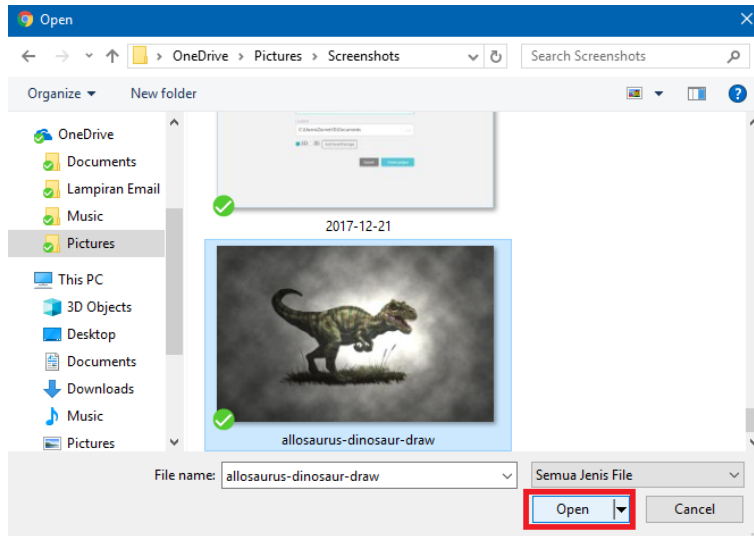 Open
OneDrive > Pictures > Screenshots
Search Screenshots
Organize
New folder
OneDrive
Documents
Lampiran Email
Music
Pictures
This PC
3D Objects
Desktop
Documents
Downloads
Music
Pictures
2017-12-21
allosaurus-dinosaur-draw
File name: allosaurus-dinosaur-draw
Semua Jenis File
Open
Cancel